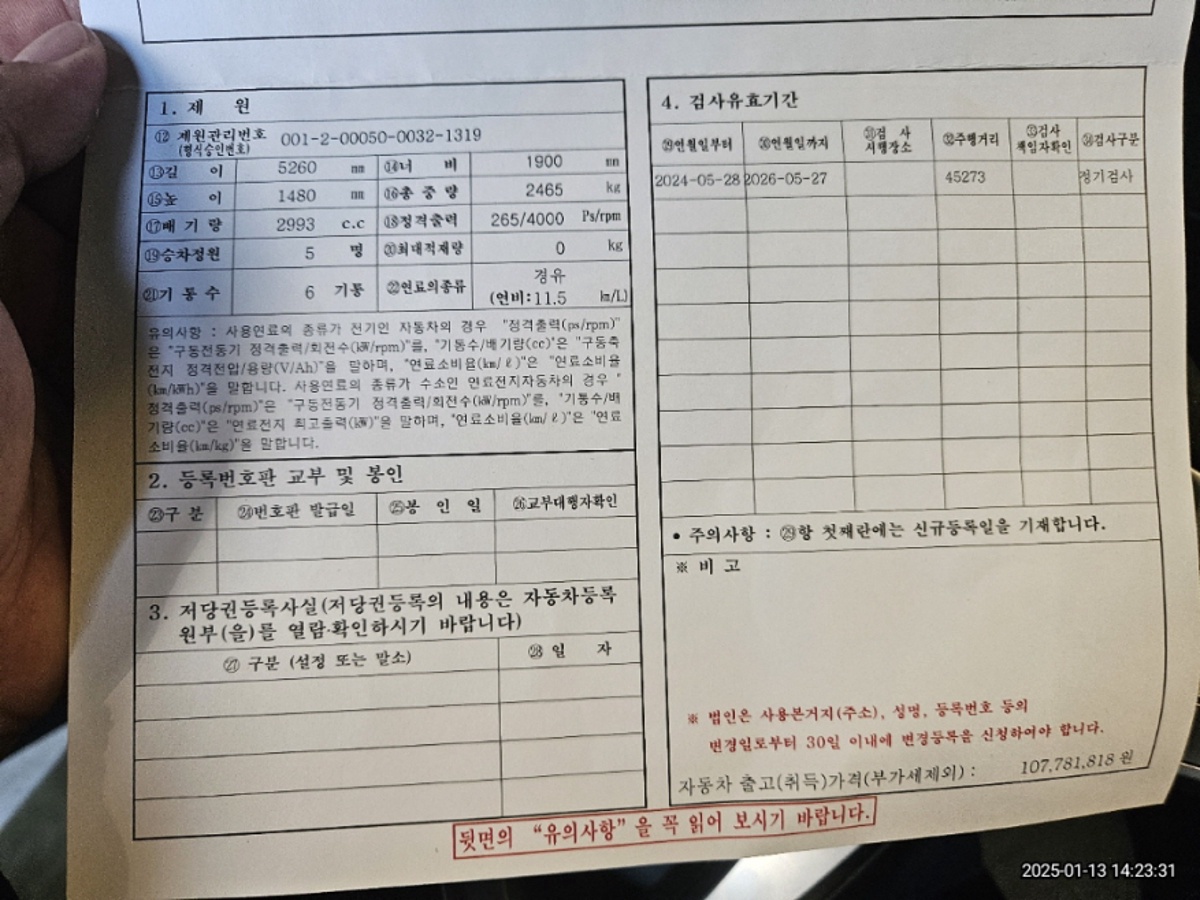 1. 제 원
⑫ 제원관리번호 001-2-00050-0032-1319
(형식승인번호)
⑬길 이 5260 mm ⑭너 비 1900 mm
⑮높 이 1480 mm ⑯총 중 량 2465 kg
⑰배 기 량 2993 c.c ⑱정격출력 265/4000 Ps/rpm
⑲승차정원 5 명 ⑳최대적재량 0 kg
㉑기 통 수 6 기통 ㉒연료의종류 경유
(연비:11.5 ㎞/L)
유의사항 : 사용연료의 종류가 전기인 자동차의 경우 "정격출력(ps/rpm)"
은 "구동전동기 정격출력/회전수(㎾/rpm)"를, "기통수/배기량(cc)"은 "구동축
전지 정격전압/용량(V/Ah)"을 말하며, "연료소비율(㎞/ℓ)"은 "연료소비율
(㎞/㎾h)"을 말합니다. 사용연료의 종류가 수소인 연료전지자동차의 경우 "
정격출력(ps/rpm)"은 "구동전동기 정격출력/회전수(㎾/rpm)"를, "기통수/배
기량(cc)"은 "연료전지 최고출력(㎾)"을 말하며, "연료소비율(㎞/ℓ)"은 "연료
소비율(㎞/kg)"을 말합니다.
2. 등록번호판 교부 및 봉인
㉓구 분 ㉔번호판 발급일 ㉕봉 인 일 ㉖교부대행자확인
3. 저당권등록사실(저당권등록의 내용은 자동차등록
원부(을)를 열람·확인하시기 바랍니다)
㉗ 구분 (설정 또는 말소) ㉘ 일 자
4. 검사유효기간
㉙연월일부터 ㉚연월일까지 ㉛검 사
시행장소 ㉜주행거리 ㉝검사
책임자확인 ㉞검사구분
2024-05-28 2026-05-27 45273 정기검사
• 주의사항 : ㉙항 첫째란에는 신규등록일을 기재합니다.
※ 비 고
※ 법인은 사용본거지(주소), 성명, 등록번호 등의
변경일로부터 30일 이내에 변경등록을 신청하여야 합니다.
자동차 출고(취득)가격(부가세제외) : 107,781,818 원
뒷면의 “유의사항”을 꼭 읽어 보시기 바랍니다.
2025-01-13 14:23:31